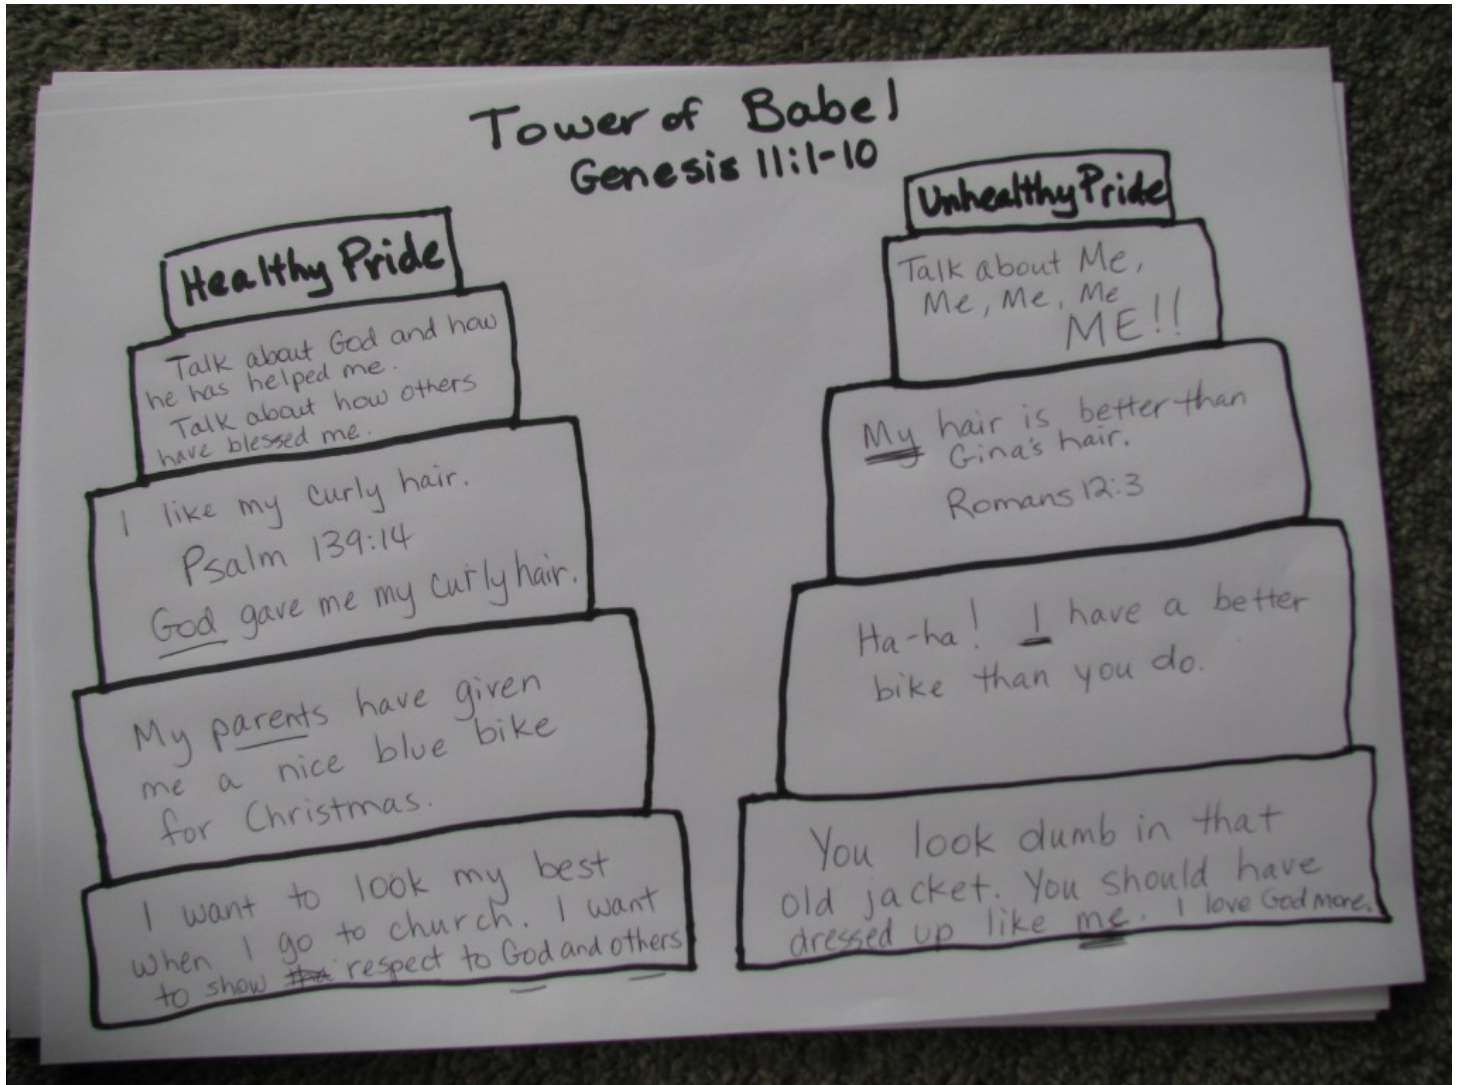 Tower of Babel
Genesis 11:1-10
Healthy Pride
Talk about God and how
he has helped me.
Talk about how others
have blessed me.
I like my curly hair.
Psalm 139:14
God gave me my curly hair.
My parents have given
me a nice blue bike
for Christmas.
I want to look my best
when I go to church. I want
to show respect to God and others
Unhealthy Pride
Talk about Me,
Me, Me, Me
ME!!
My hair is better than
Gina's hair.
Romans 12:3
Ha-ha! I have a better
bike than you do.
You look dumb in that
old jacket. You should have
dressed up like me. I love God more.